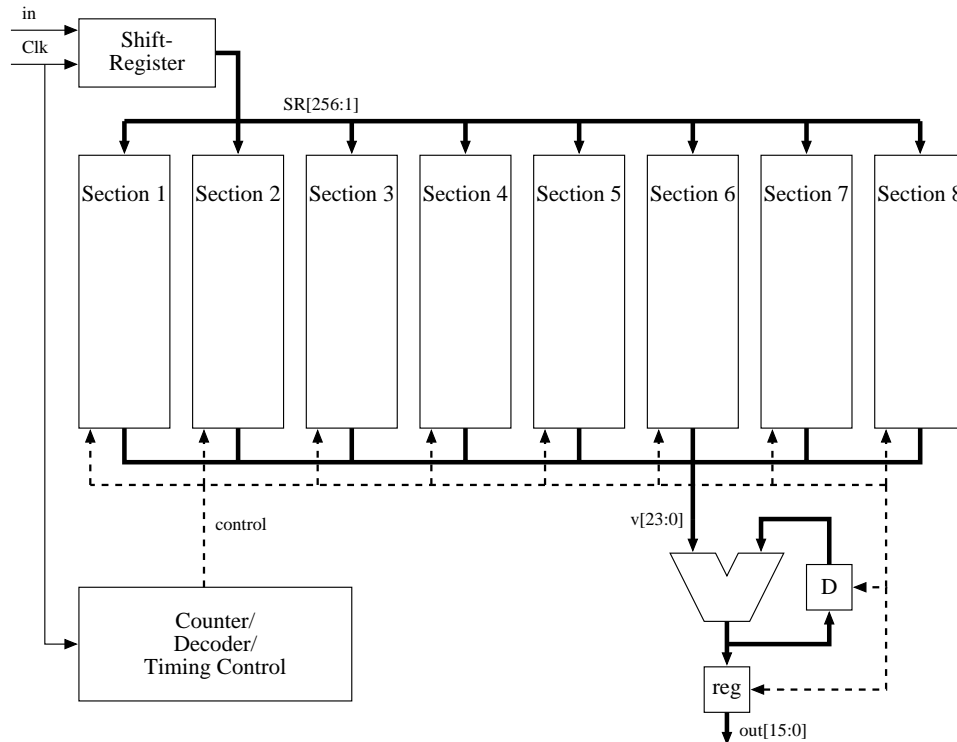 in
Clk
Shift-
Register
SR[256:1]
Section 1
Section 2
Section 3
Section 4
Section 5
Section 6
Section 7
Section 8
control
v[23:0]
D
Counter/
Decoder/
Timing Control
reg
out[15:0]